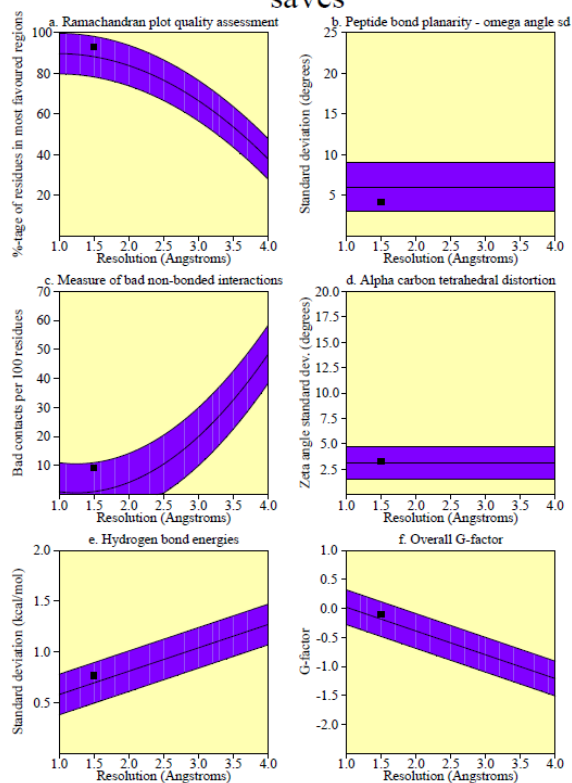 saves
a. Ramachandran plot quality assessment
%-tage of residues in most favoured regions
100
80
60
40
20
1.0 1.5 2.0 2.5 3.0 3.5 4.0
Resolution (Angstroms)
b. Peptide bond planarity - omega angle sd
Standard deviation (degrees)
25
20
15
10
5
1.0 1.5 2.0 2.5 3.0 3.5 4.0
Resolution (Angstroms)
c. Measure of bad non-bonded interactions
Bad contacts per 100 residues
70
60
50
40
30
20
10
1.0 1.5 2.0 2.5 3.0 3.5 4.0
Resolution (Angstroms)
d. Alpha carbon tetrahedral distortion
Zeta angle standard dev. (degrees)
20.0
17.5
15.0
12.5
10.0
7.5
5.0
2.5
1.0 1.5 2.0 2.5 3.0 3.5 4.0
Resolution (Angstroms)
e. Hydrogen bond energies
Standard deviation (kcal/mol)
2.0
1.5
1.0
0.5
1.0 1.5 2.0 2.5 3.0 3.5 4.0
Resolution (Angstroms)
f. Overall G-factor
G-factor
1.0
0.5
0.0
-0.5
-1.0
-1.5
-2.0
1.0 1.5 2.0 2.5 3.0 3.5 4.0
Resolution (Angstroms)